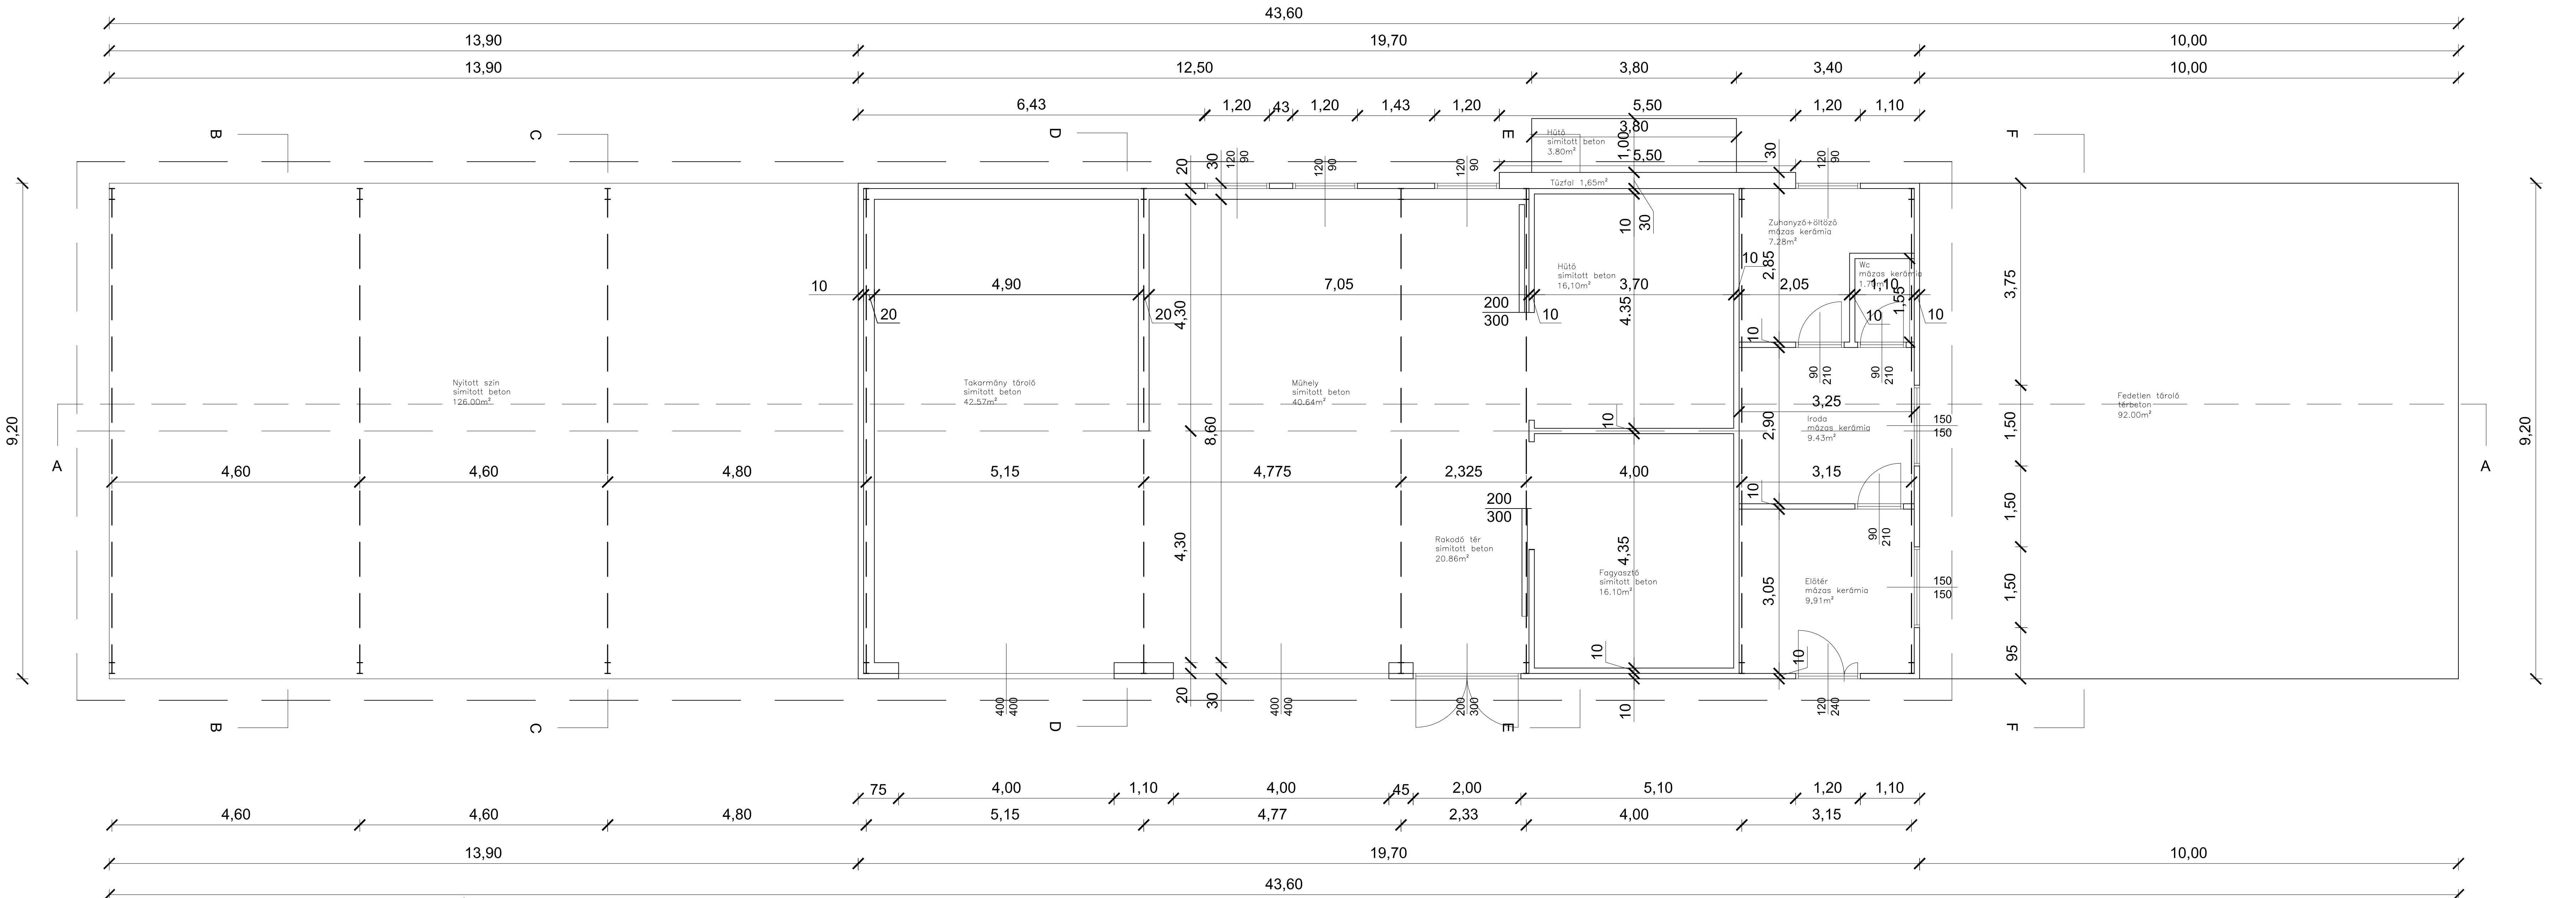 43,60
13,90 19,70 10,00
13,90 12,50 3,80 3,40 10,00
6,43 1,20 43 1,20 1,43 1,20 5,50 1,20 1,10
B C D E F
Hűtő
simított beton
3.80m²
3,80
1,00
5,50
20 30 30
120 90
120 90
120 90
120 90
Tűzfal 1,65m²
10 30
Zuhanyzó+öltöző
mázas kerámia
7.28m²
Hűtő
simított beton
16,10m²
Wc
mázas kerámia
10 2,85
10 4,90 7,05 3,70 2,05 1,10
1,55
20 20 4,30
200
300
10 4.35 10 10
3,75
10
90 210
90 210
Nyitott szín
simított beton
126.00m²
Takarmány tároló
simított beton
42.57m²
Műhely
simított beton
40.64m²
Fedetlen tároló
térbeton
92.00m²
3,25
Iroda
mázas kerámia
9.43m²
9,20 8,60 10 2,90 1,50 9,20
150
150
A A
4,60 4,60 4,80 5,15 4,775 2,325 4,00 3,15
10
200
300
1,50
90 210
4,30 4,35
Rakodó tér
simított beton
20.86m²
Fagyasztó
simított beton
16.10m²
Előtér
mázas kerámia
9,91m²
3,05 1,50
150
150
10 10 95
20 30 10
400 400
400 400
200 300
120 240
B C D E F
75 4,00 1,10 4,00 45 2,00 5,10 1,20 1,10
4,60 4,60 4,80 5,15 4,77 2,33 4,00 3,15
13,90 19,70 10,00
43,60